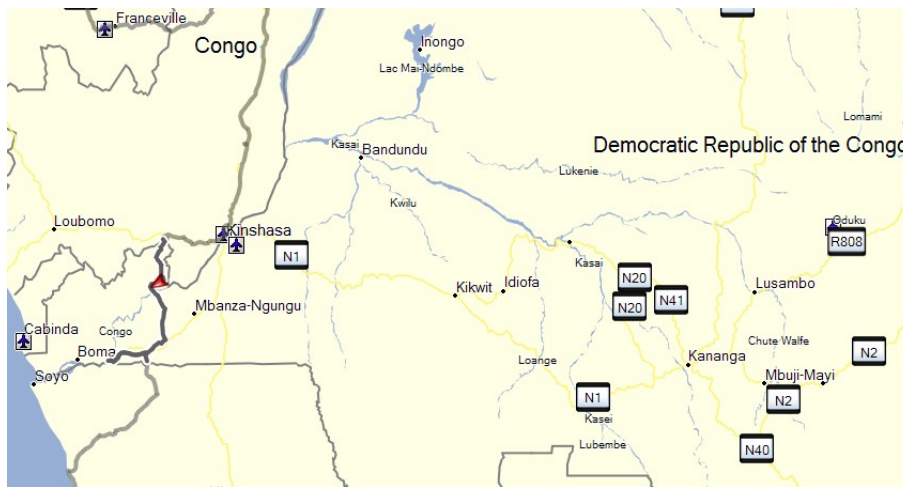 Franceville
Congo
Inongo
Lac Mai-Ndombe
Lomami
Kasai
Bandundu
Democratic Republic of the Congo
Lukenie
Kwilu
Loubomo
Kinshasa
N1
Kasai
Oduku
R808
Kikwit
Idiofa
N20
N20
N41
Lusambo
Mbanza-Ngungu
Cabinda
Congo
Boma
Soyo
Loange
Kananga
Chute Walfe
N2
Mbuji-Mayi
N1
N2
Kasei
Lubembe
N40